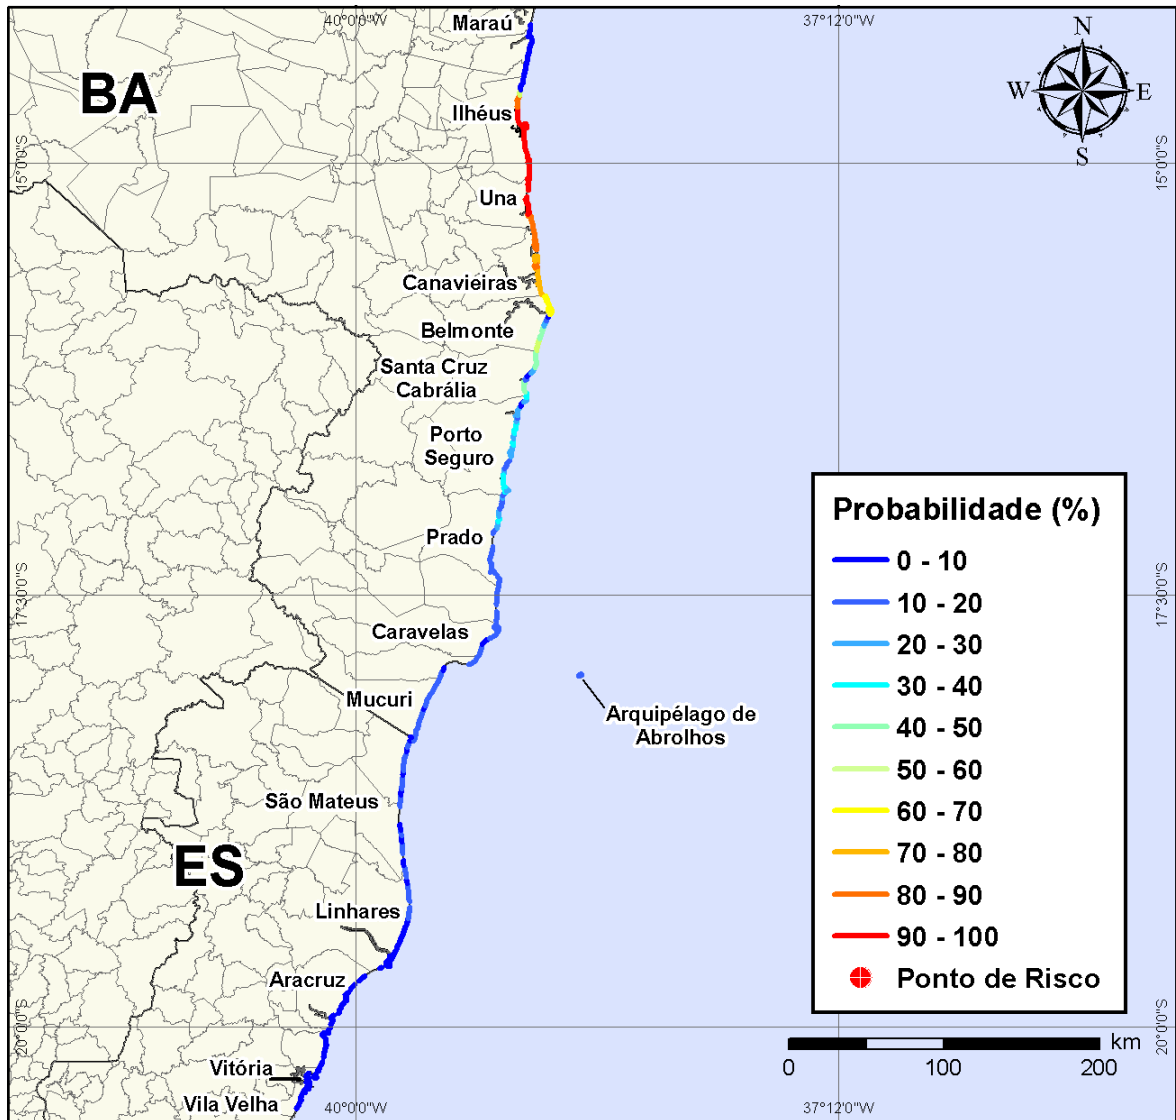 40°0'0"W
37°12'0"W
Maraú
N
BA
W
E
Ilhéus
S
15°0'0"S
15°0'0"S
Una
Canavieiras
Belmonte
Santa Cruz
Cabrália
Porto
Seguro
Probabilidade (%)
Prado
0 - 10
10 - 20
17°30'0"S
17°30'0"S
Caravelas
20 - 30
30 - 40
Mucuri
Arquipélago de
Abrolhos
40 - 50
50 - 60
São Mateus
60 - 70
70 - 80
ES
80 - 90
Linhares
90 - 100
Aracruz
Ponto de Risco
20°0'0"S
20°0'0"S
km
0
100
200
Vitória
Vila Velha
40°0'0"W
37°12'0"W